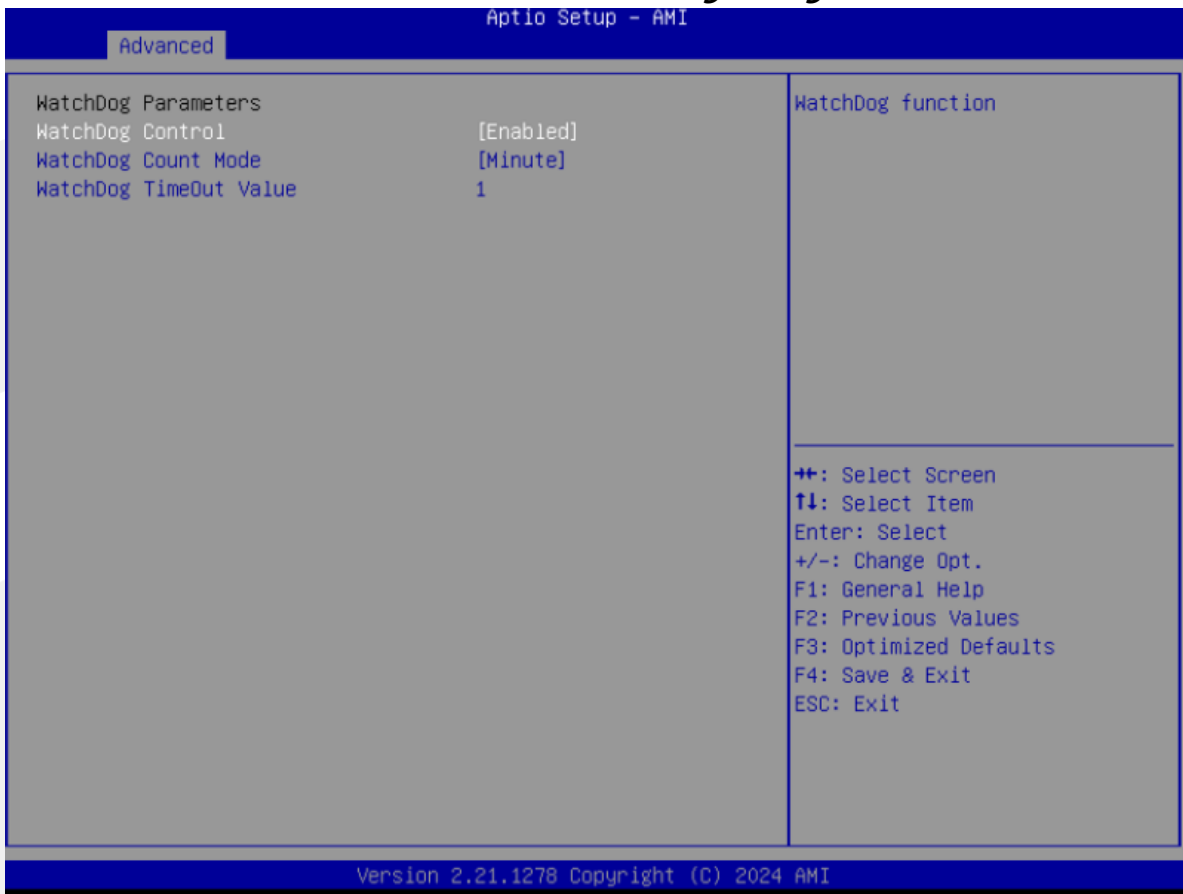 Aptio Setup - AMI
Advanced
WatchDog Parameters
WatchDog Control [Enabled]
WatchDog Count Mode [Minute]
WatchDog TimeOut Value 1
WatchDog function
→←: Select Screen
↑↓: Select Item
Enter: Select
+/-: Change Opt.
F1: General Help
F2: Previous Values
F3: Optimized Defaults
F4: Save & Exit
ESC: Exit
Version 2.21.1278 Copyright (C) 2024 AMI